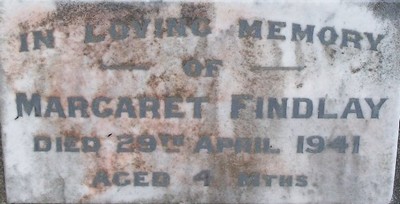 IN LOVING MEMORY
OF
MARGARET FINDLAY
DIED 29TH APRIL 1941
AGED 4 MTHS.